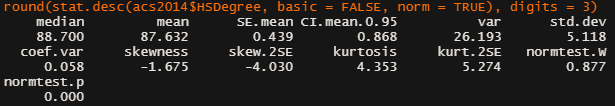 round(stat.desc(acs2014$HSDegree, basic = FALSE, norm = TRUE), digits = 3)
median mean SE.mean CI.mean.0.95 var std.dev
88.700 87.632 0.439 0.868 26.193 5.118
coef.var skewness skew.2SE kurtosis kurt.2SE normtest.W
0.058 -1.675 -4.030 4.353 5.274 0.877
normtest.p
0.000